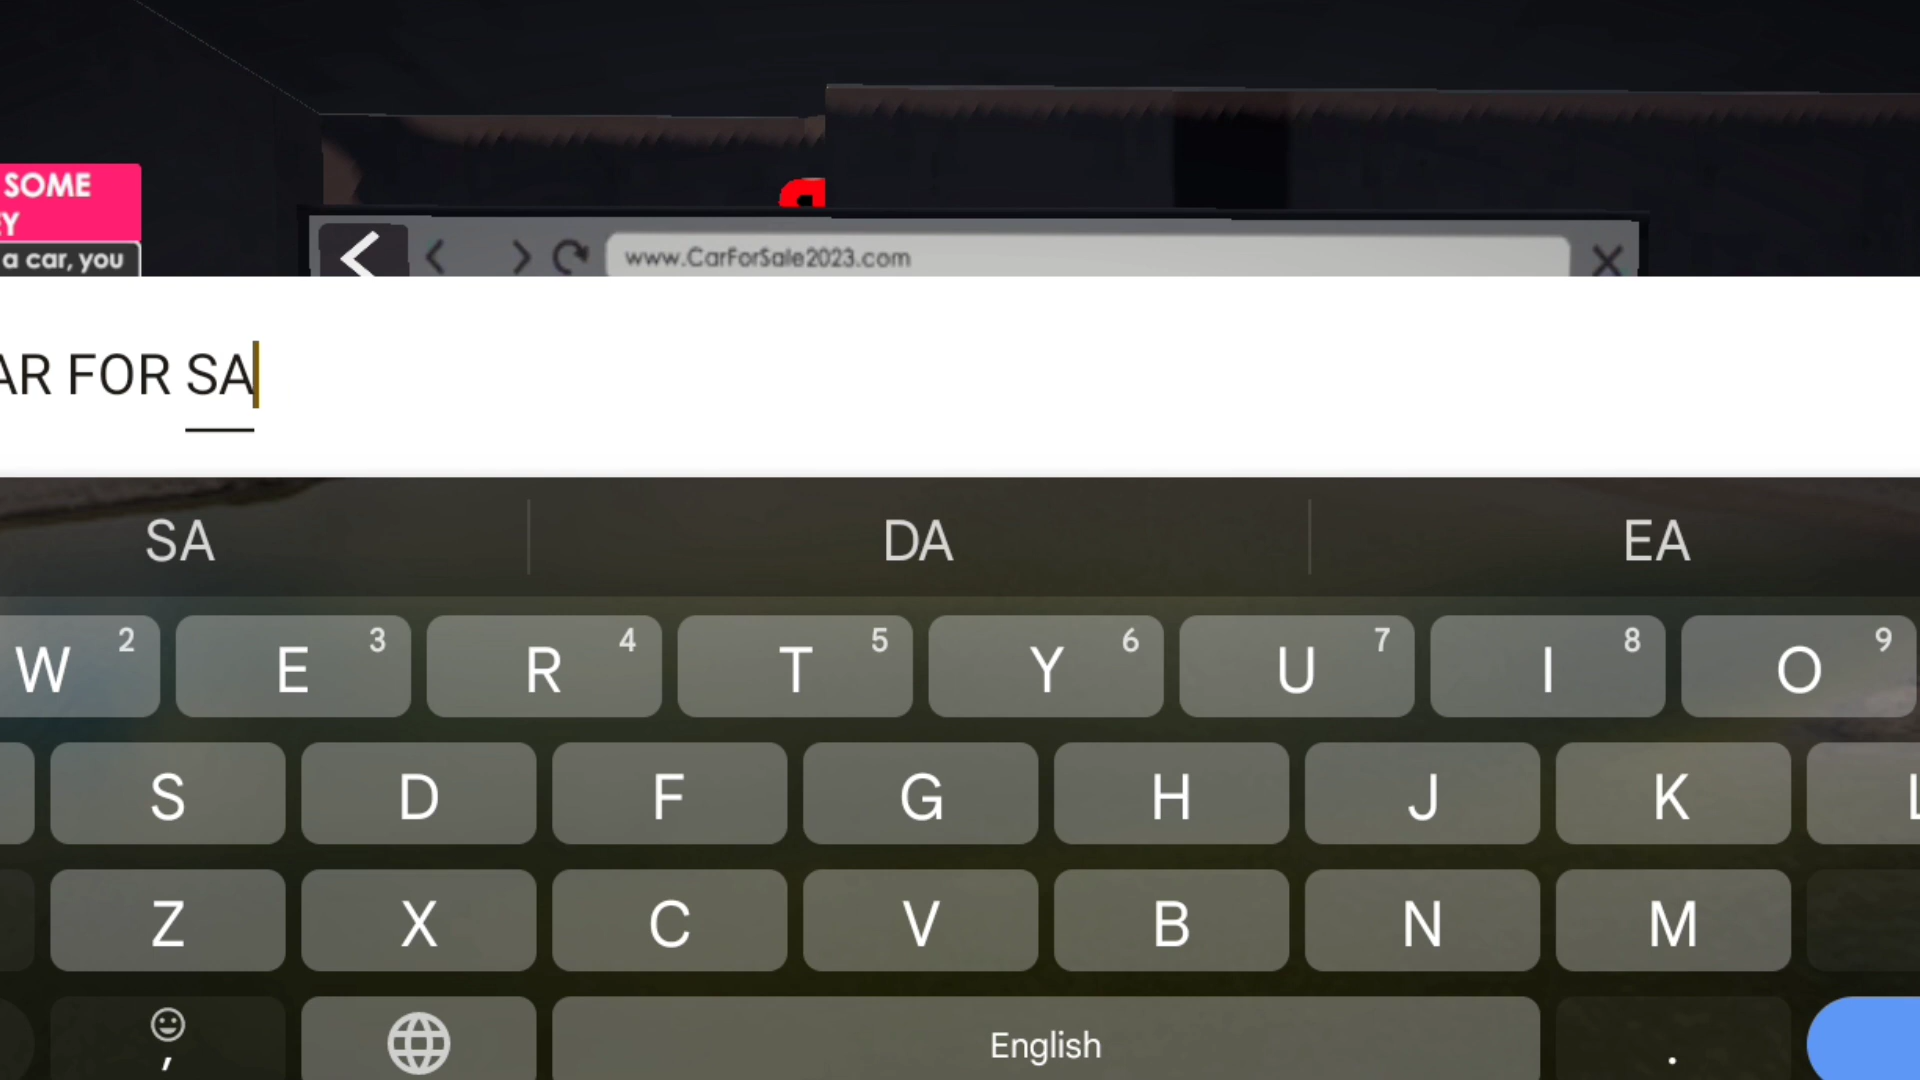 SOME
EY
a car, you
www.CarForSale2023.com
AR FOR SA
SA DA EA
W 2 E 3 R 4 T 5 Y 6 U 7 I 8 O 9
S D F G H J K L
Z X C V B N M
, English .